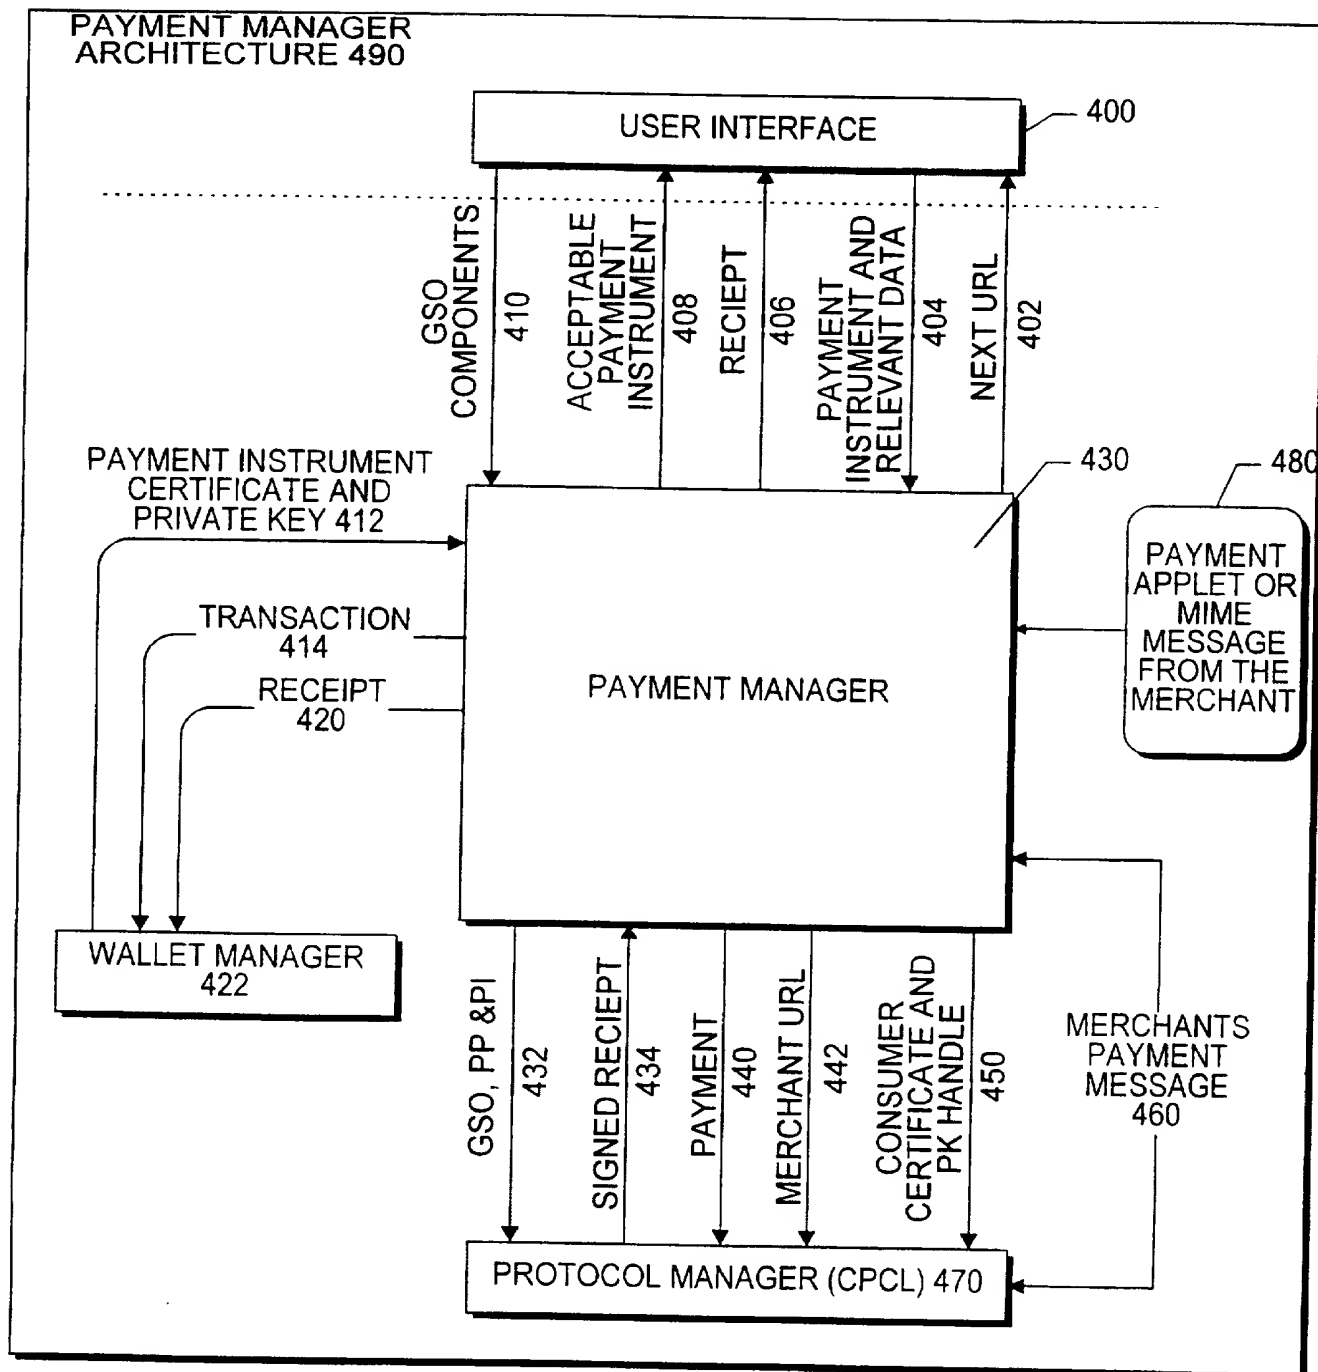 PAYMENT MANAGER
ARCHITECTURE 490
USER INTERFACE
400
GSO
COMPONENTS
410
ACCEPTABLE
PAYMENT
INSTRUMENT
408
RECIEPT
406
PAYMENT
INSTRUMENT AND
RELEVANT DATA
404
NEXT URL
402
PAYMENT INSTRUMENT
CERTIFICATE AND
PRIVATE KEY 412
430
480
PAYMENT
APPLET OR
MIME
MESSAGE
FROM THE
MERCHANT
TRANSACTION
414
RECEIPT
420
PAYMENT MANAGER
WALLET MANAGER
422
GSO, PP &PI
432
SIGNED RECIEPT
434
PAYMENT
440
MERCHANT URL
442
CONSUMER
CERTIFICATE AND
PK HANDLE
450
MERCHANTS
PAYMENT
MESSAGE
460
PROTOCOL MANAGER (CPCL) 470